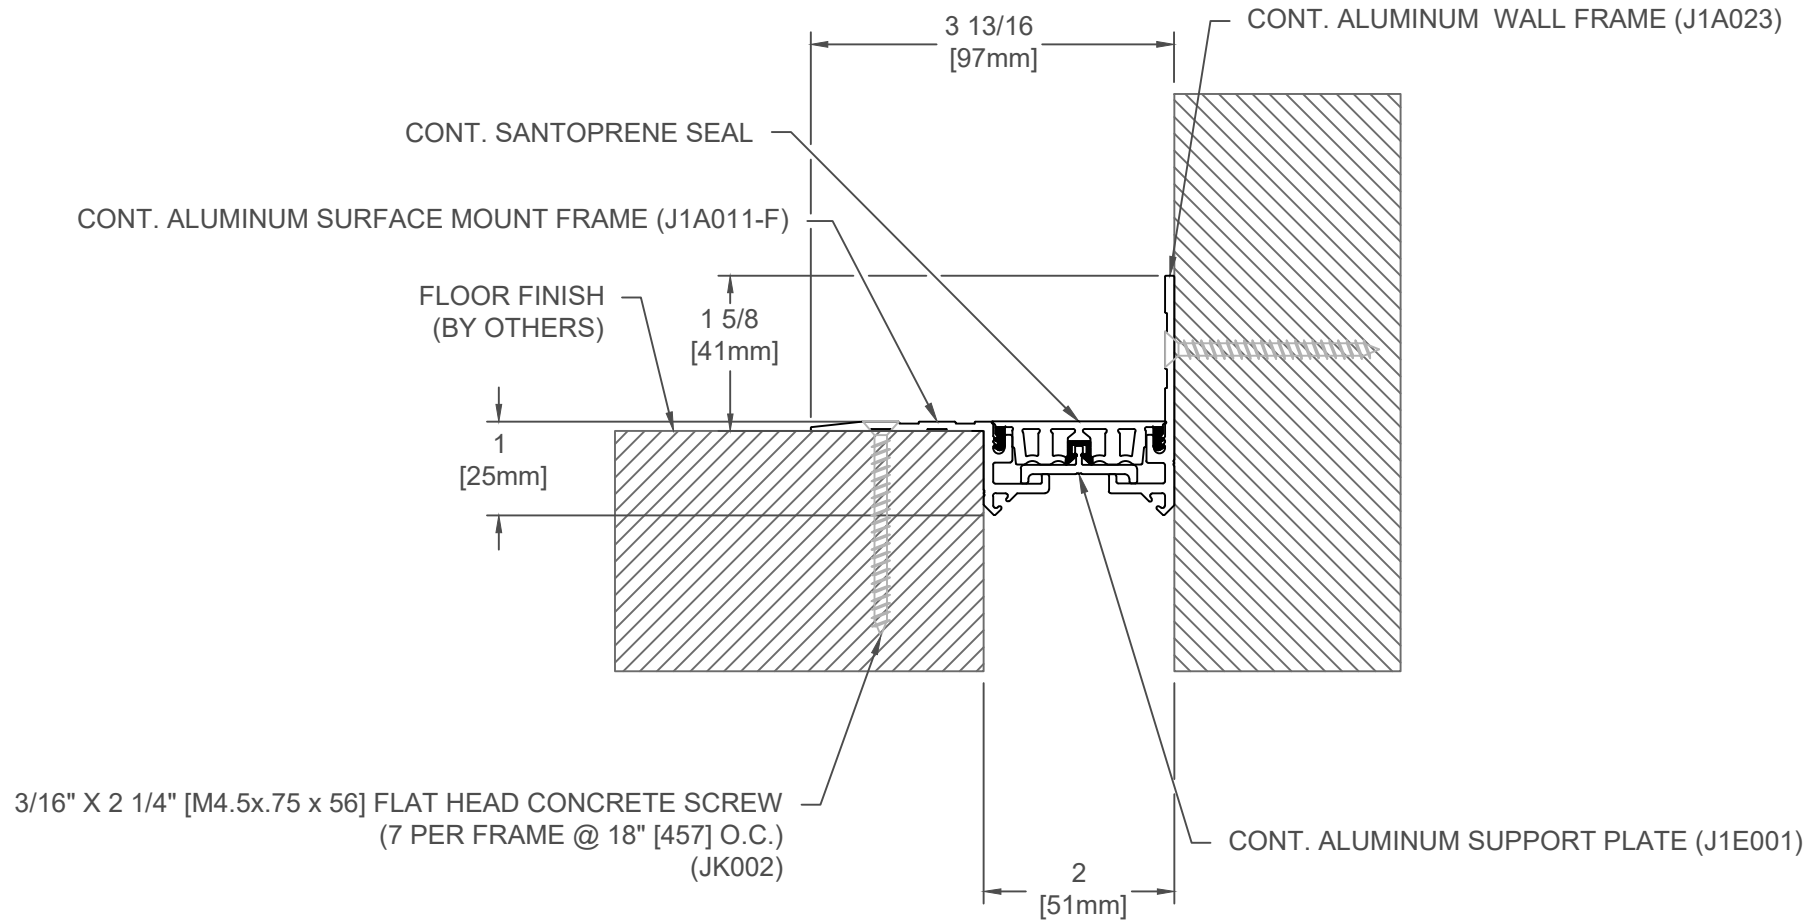 3 13/16
[97mm]
CONT. ALUMINUM WALL FRAME (J1A023)
CONT. SANTOPRENE SEAL
CONT. ALUMINUM SURFACE MOUNT FRAME (J1A011-F)
FLOOR FINISH
(BY OTHERS)
1 5/8
[41mm]
1
[25mm]
3/16" X 2 1/4" [M4.5x.75 x 56] FLAT HEAD CONCRETE SCREW
(7 PER FRAME @ 18" [457] O.C.)
(JK002)
CONT. ALUMINUM SUPPORT PLATE (J1E001)
2
[51mm]